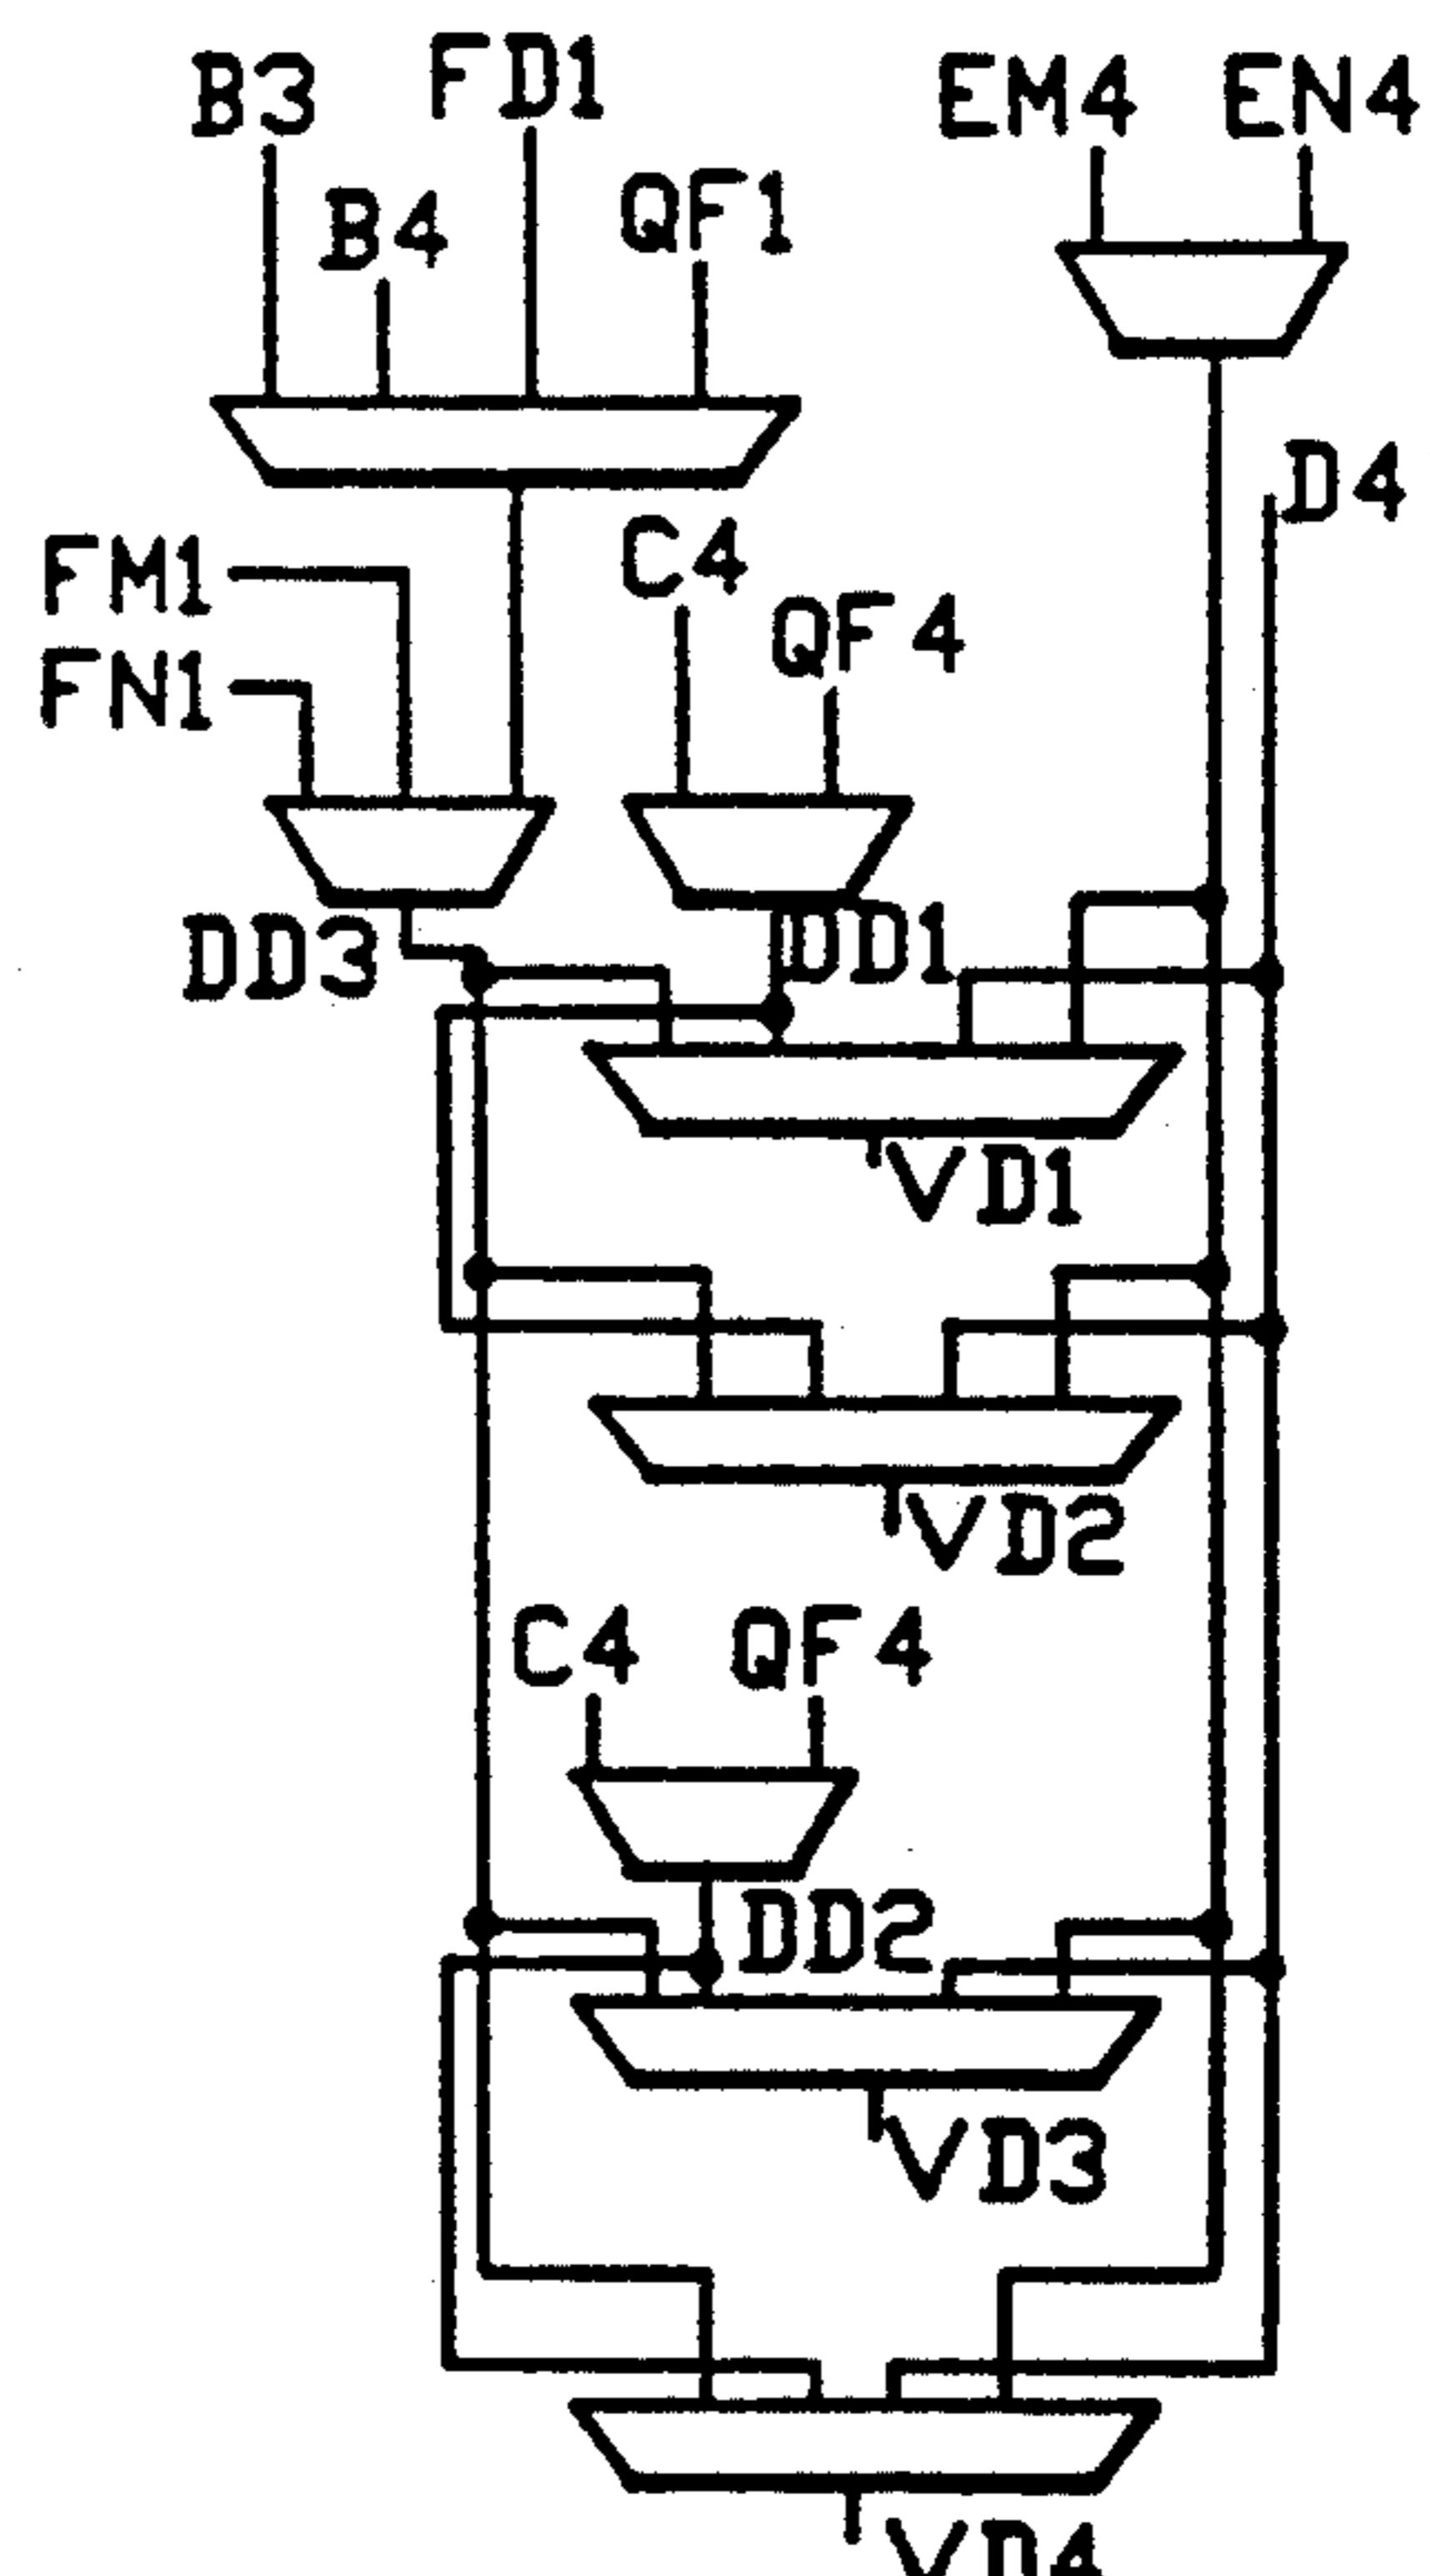 B3 FD1 EM4 EN4
B4 QF1
D4
FM1 C4
QF4
FN1
DD3 DD1
VD1
VD2
C4 QF4
DD2
VD3
VD4